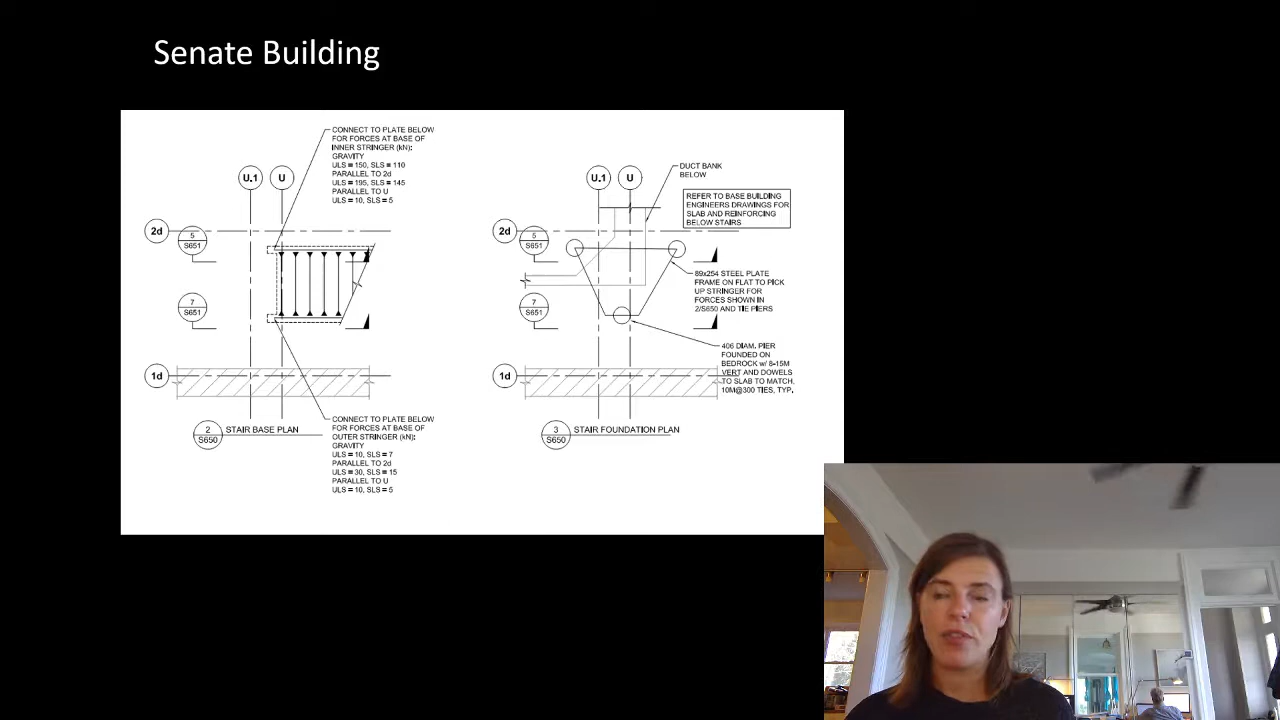 Senate Building
CONNECT TO PLATE BELOW
FOR FORCES AT BASE OF
INNER STRINGER (kN):
GRAVITY
ULS = 150, SLS = 110
PARALLEL TO 2d
ULS = 195, SLS = 145
PARALLEL TO U
ULS = 10, SLS = 5
U.1
U
2d
5
S651
7
S651
1d
2
S650
STAIR BASE PLAN
CONNECT TO PLATE BELOW
FOR FORCES AT BASE OF
OUTER STRINGER (kN):
GRAVITY
ULS = 10, SLS = 7
PARALLEL TO 2d
ULS = 30, SLS = 15
PARALLEL TO U
ULS = 10, SLS = 5
U.1
U
DUCT BANK
BELOW
REFER TO BASE BUILDING
ENGINEERS DRAWINGS FOR
SLAB AND REINFORCING
BELOW STAIRS
2d
5
S651
7
S651
89x254 STEEL PLATE
FRAME ON FLAT TO PICK
UP STRINGER FOR
FORCES SHOWN IN
2/S650 AND TIE PIERS
406 DIAM. PIER
FOUNDED ON
BEDROCK w/ 8-15M
VERT AND DOWELS
TO SLAB TO MATCH.
10M@300 TIES, TYP.
1d
3
S650
STAIR FOUNDATION PLAN